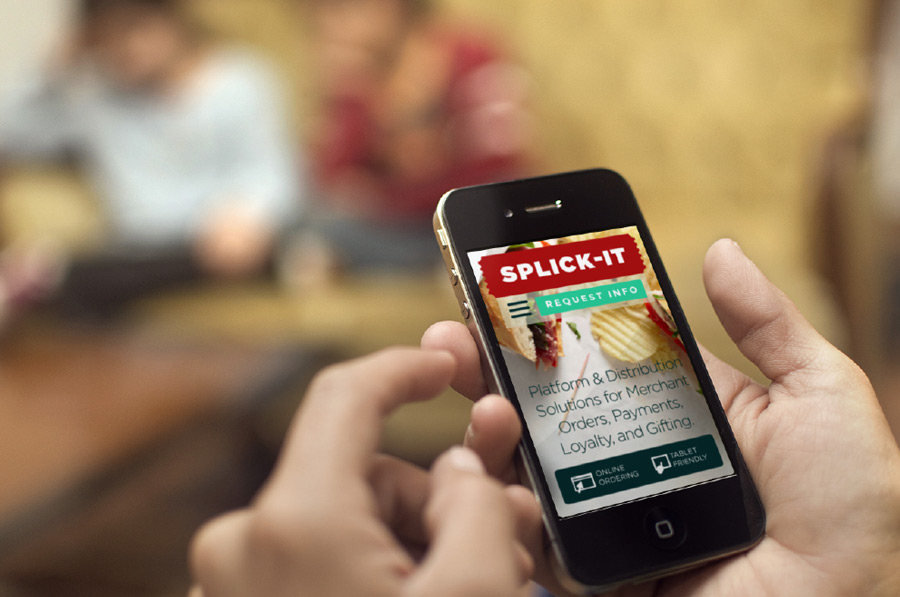 SPLICK-IT
REQUEST INFO
Platform & Distribution
Solutions for Merchant
Orders, Payments,
Loyalty, and Gifting.
ONLINE
ORDERING
TABLET
FRIENDLY